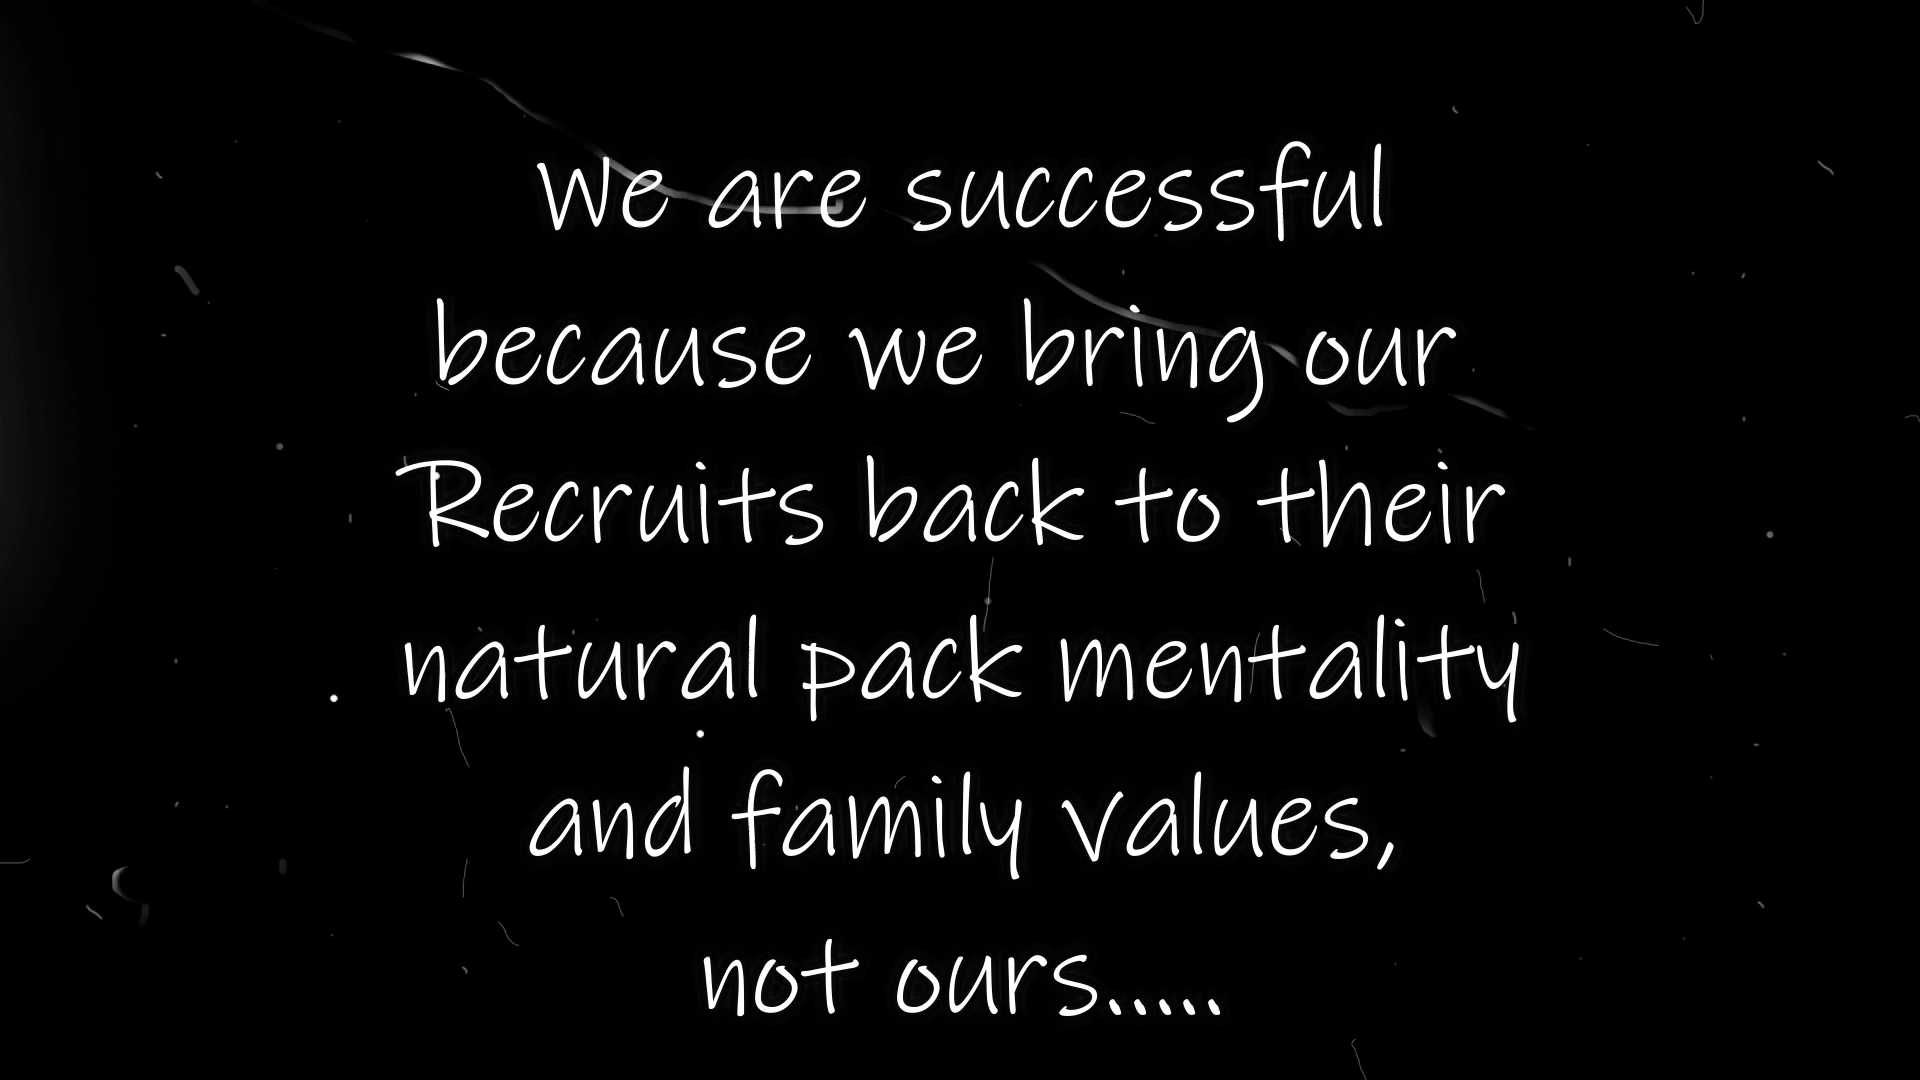 We are successful
because we bring our
Recruits back to their
natural pack mentality
and family values,
not ours.....